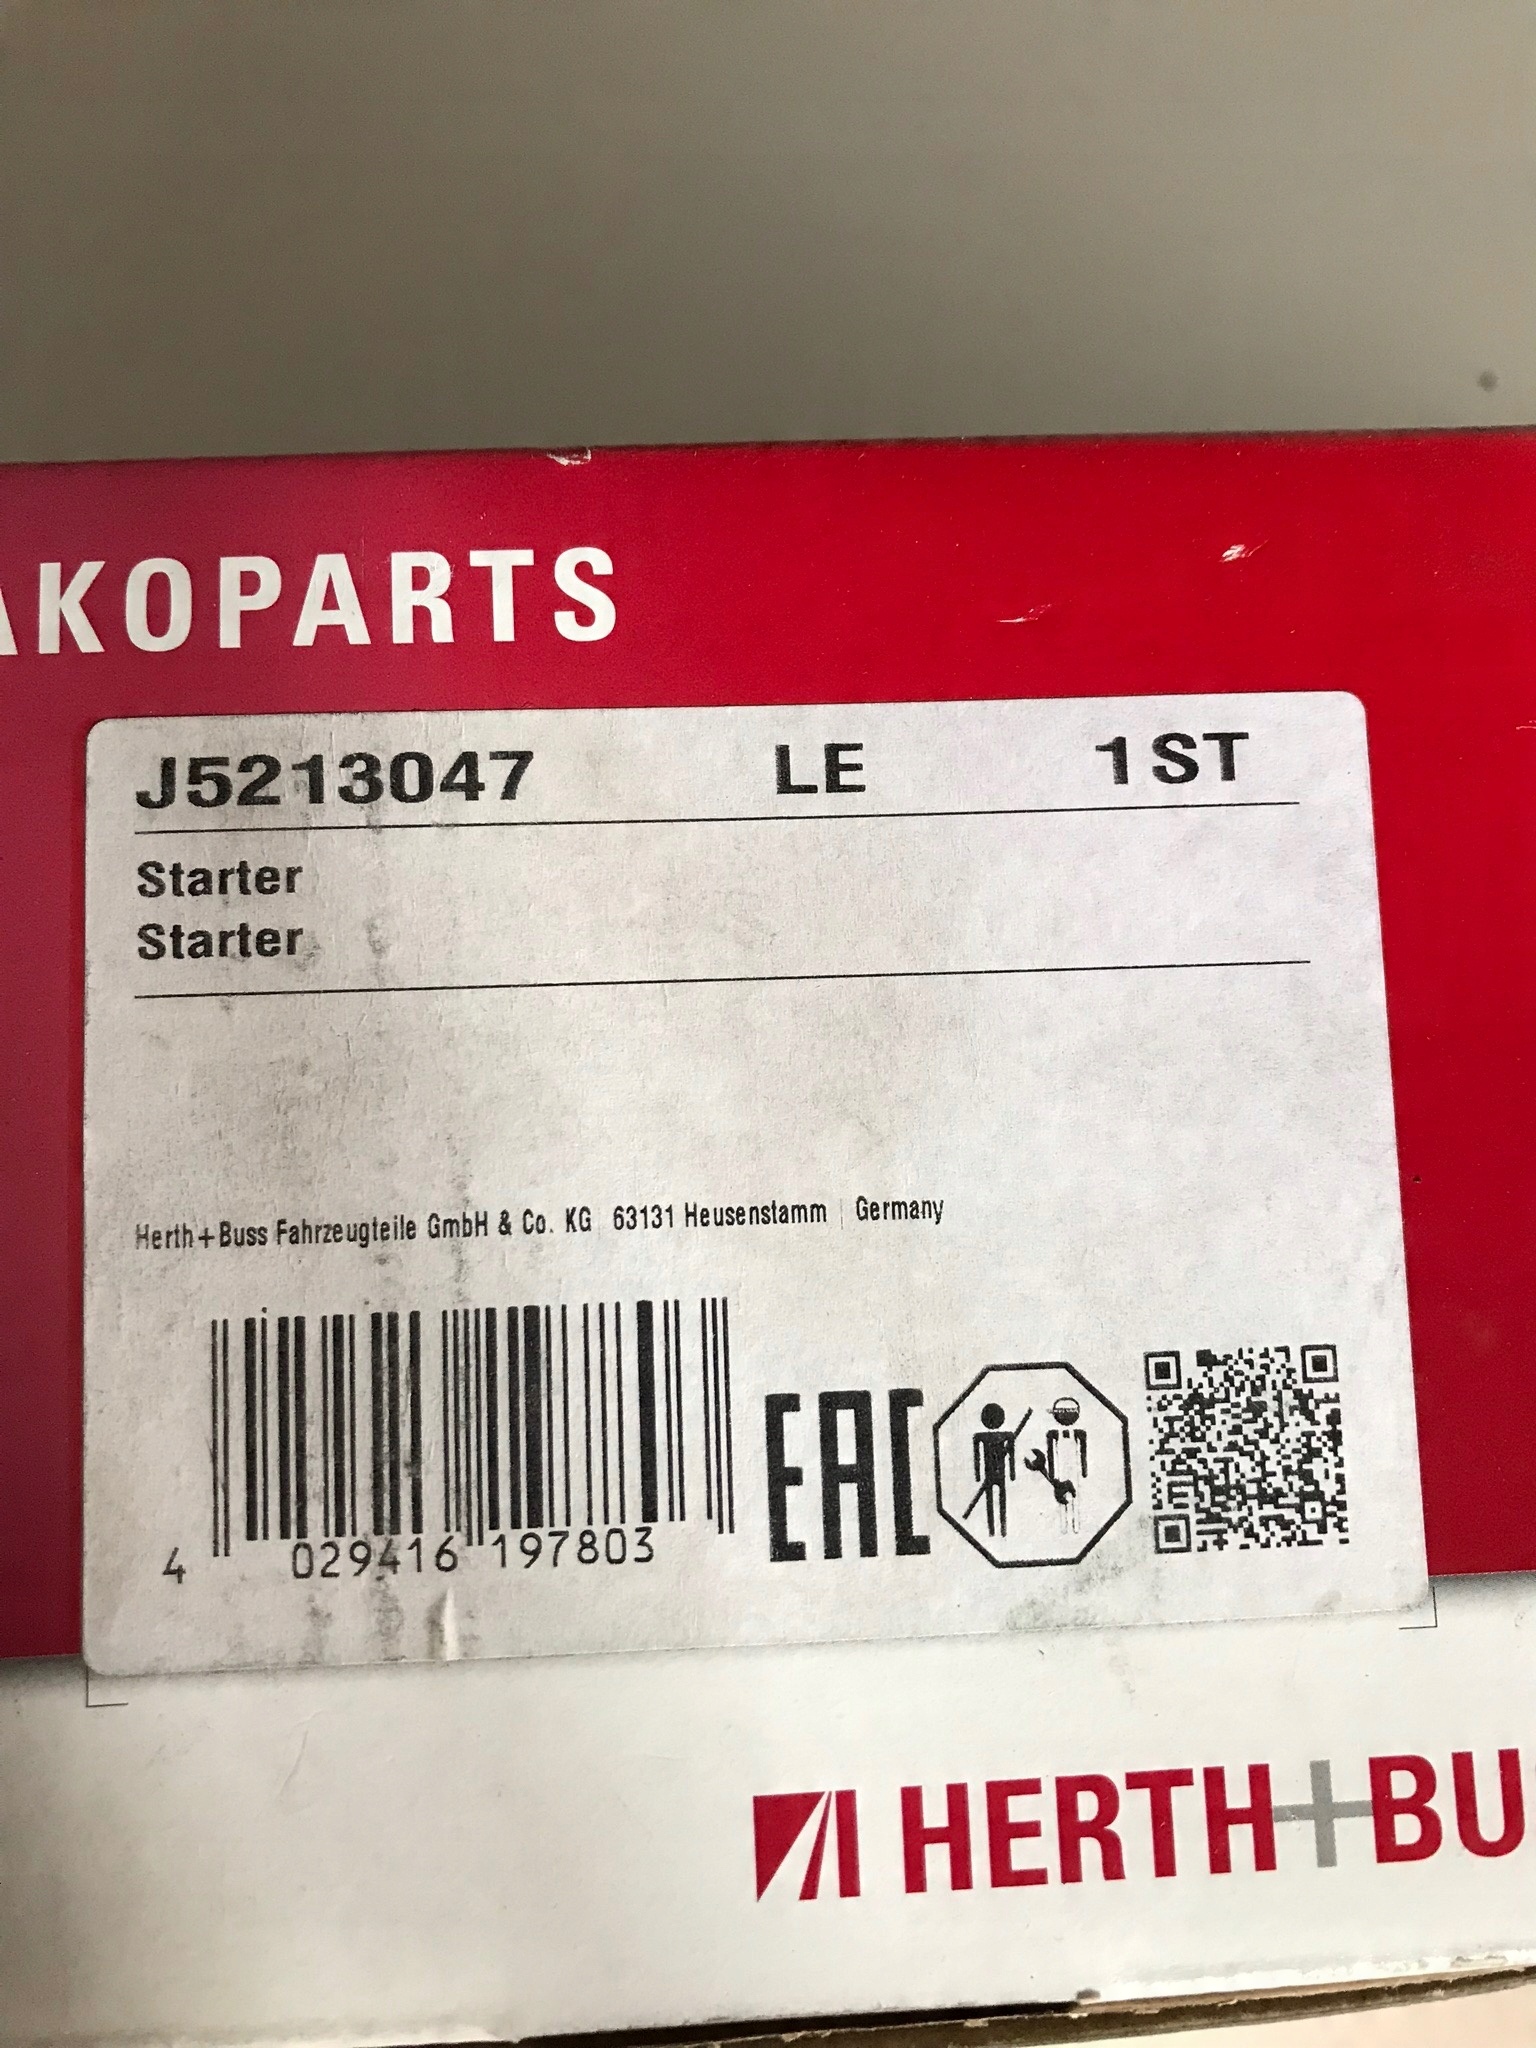 AKOPARTS
J5213047 LE 1 ST
Starter
Starter
Herth+Buss Fahrzeugteile GmbH & Co. KG 63131 Heusenstamm | Germany
4 029416 197803
EAC
HERTH+BUS